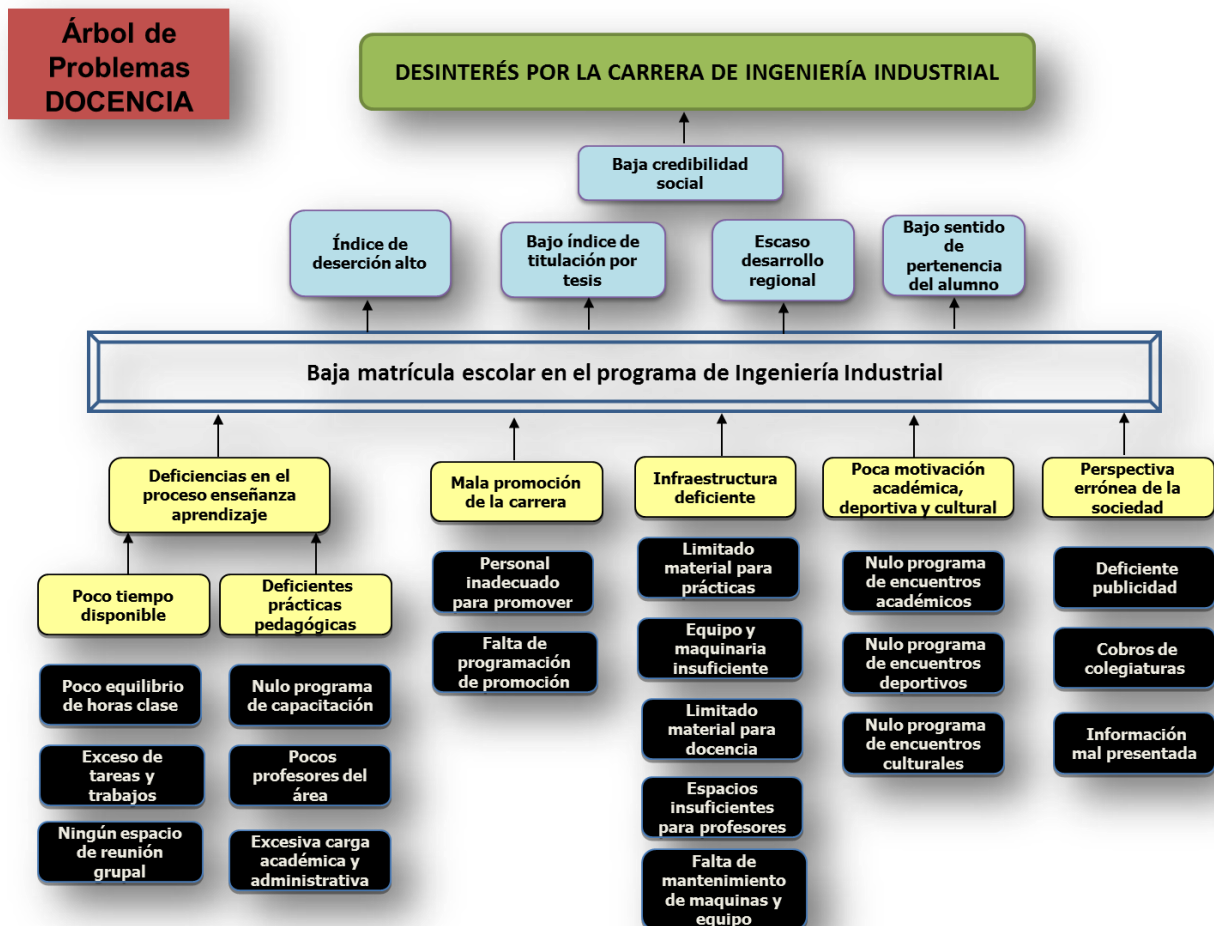 Árbol de
Problemas
DOCENCIA
DESINTERÉS POR LA CARRERA DE INGENIERÍA INDUSTRIAL
Baja credibilidad
social
Índice de
deserción alto
Bajo índice de
titulación por
tesis
Escaso
desarrollo
regional
Bajo sentido
de
pertenencia
del alumno
Baja matrícula escolar en el programa de Ingeniería Industrial
Deficiencias en el
proceso enseñanza
aprendizaje
Mala promoción
de la carrera
Infraestructura
deficiente
Poca motivación
académica,
deportiva y cultural
Perspectiva
errónea de la
sociedad
Poco tiempo
disponible
Deficientes
prácticas
pedagógicas
Poco equilibrio
de horas clase
Exceso de
tareas y
trabajos
Ningún espacio
de reunión
grupal
Nulo programa
de capacitación
Pocos
profesores del
área
Excesiva carga
académica y
administrativa
Personal
inadecuado
para promover
Falta de
programación
de promoción
Limitado
material para
prácticas
Equipo y
maquinaria
insuficiente
Limitado
material para
docencia
Espacios
insuficientes
para profesores
Falta de
mantenimiento
de maquinas y
equipo
Nulo programa
de encuentros
académicos
Nulo programa
de encuentros
deportivos
Nulo programa
de encuentros
culturales
Deficiente
publicidad
Cobros de
colegiaturas
Información
mal presentada